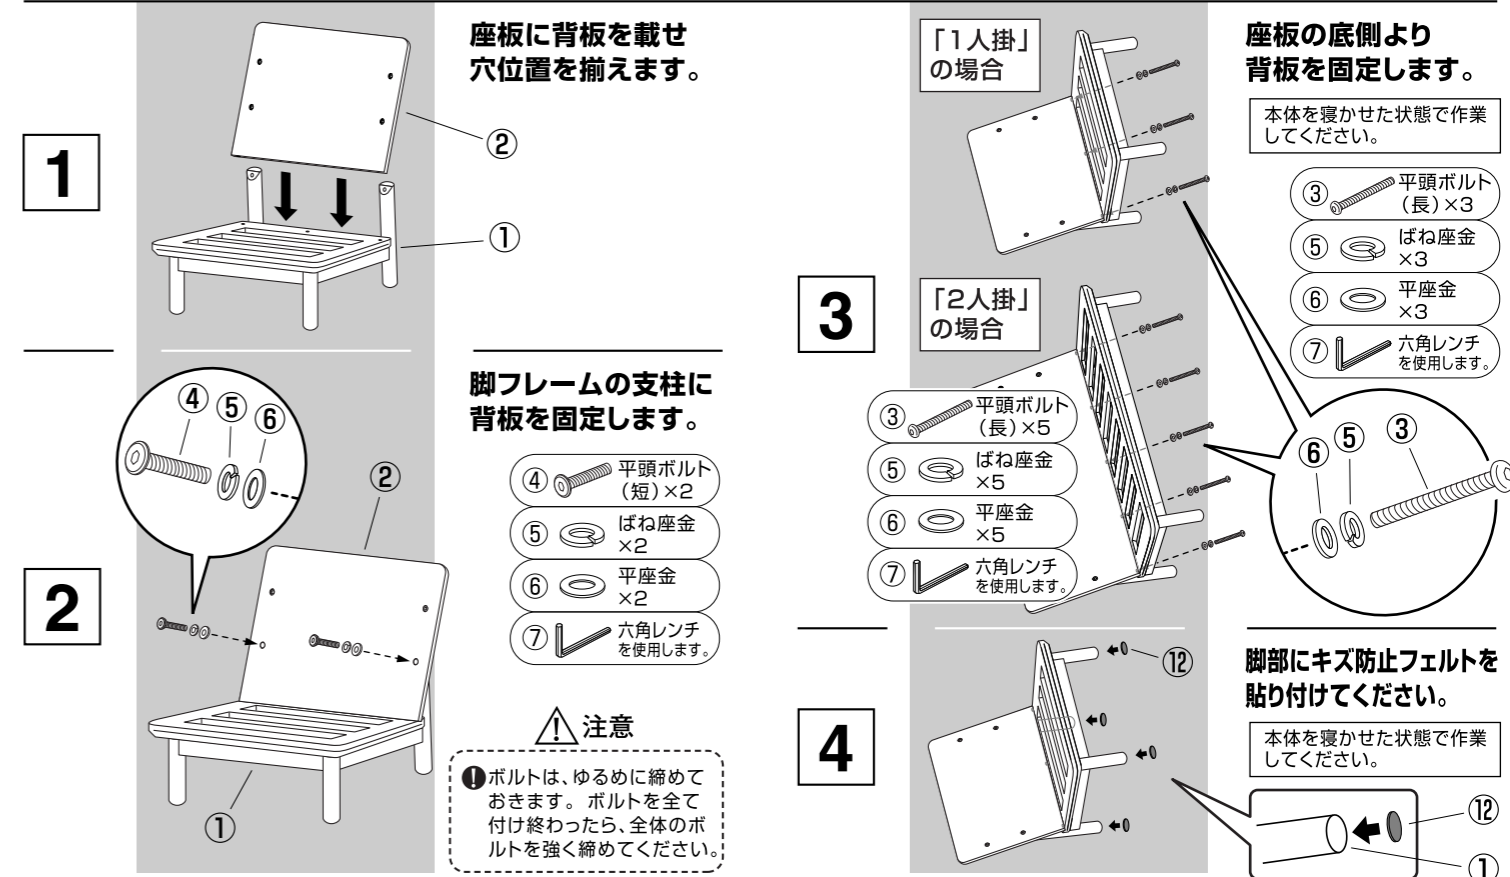 1
座板に背板を載せ
穴位置を揃えます。
②
①
2
④
⑤
⑥
②
①
脚フレームの支柱に
背板を固定します。
④ 平頭ボルト
(短)×2
⑤ ばね座金
×2
⑥ 平座金
×2
⑦ 六角レンチ
を使用します。
注意
ボルトは、ゆるめに締めて
おきます。ボルトを全て
付け終わったら、全体のボ
ルトを強く締めてください。
3
「1人掛」
の場合
座板の底側より
背板を固定します。
本体を寝かせた状態で作業
してください。
③ 平頭ボルト
(長)×3
⑤ ばね座金
×3
⑥ 平座金
×3
⑦ 六角レンチ
を使用します。
「2人掛」
の場合
③ 平頭ボルト
(長)×5
⑤ ばね座金
×5
⑥ 平座金
×5
⑦ 六角レンチ
を使用します。
⑥
⑤
③
4
⑫
脚部にキズ防止フェルトを
貼り付けてください。
本体を寝かせた状態で作業
してください。
⑫
①